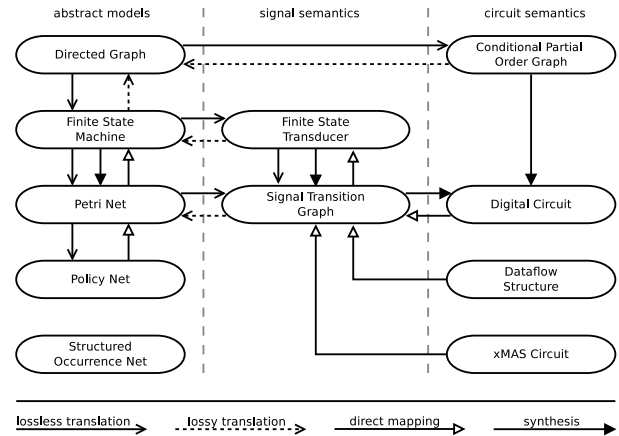 abstract models
signal semantics
circuit semantics
Directed Graph
Conditional Partial
Order Graph
Finite State
Machine
Finite State
Transducer
Petri Net
Signal Transition
Graph
Digital Circuit
Policy Net
Dataflow
Structure
Structured
Occurrence Net
xMAS Circuit
lossless translation
lossy translation
direct mapping
synthesis